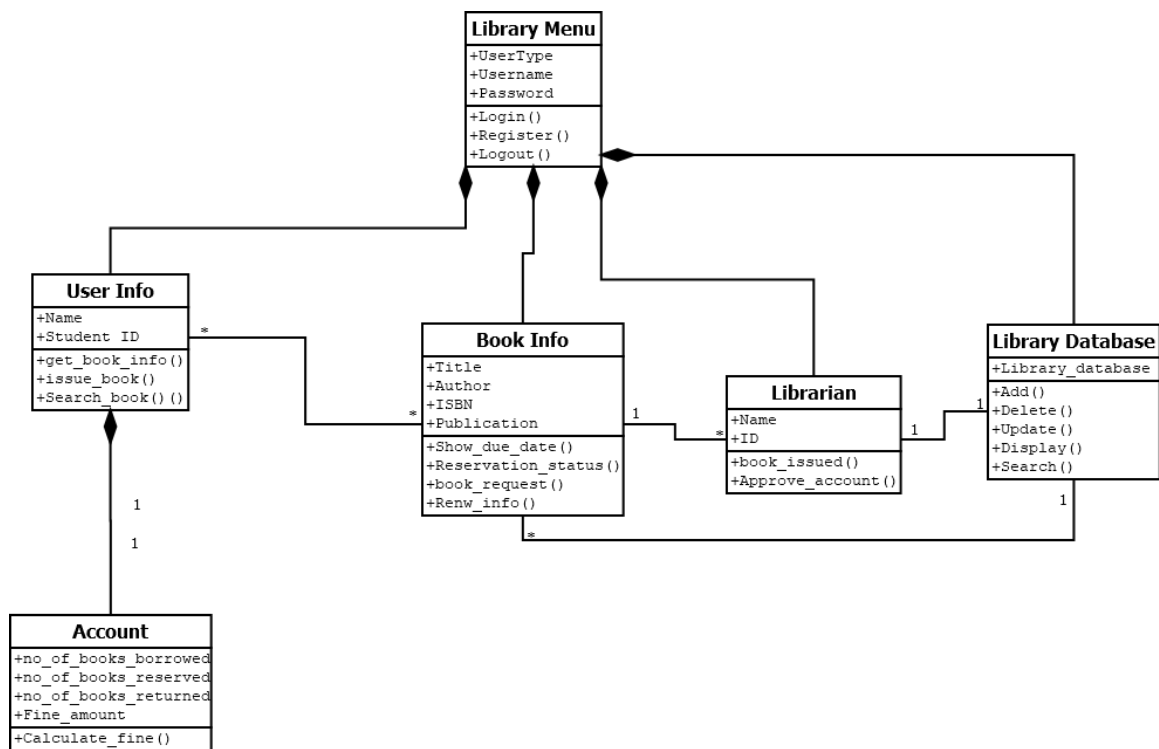 Library Menu
+UserType
+Username
+Password
+Login()
+Register()
+Logout()
User Info
+Name
+Student ID
+get_book_info()
+issue_book()
+Search_book()()
*
*
Book Info
+Title
+Author
+ISBN
+Publication
+Show_due_date()
+Reservation_status()
+book_request()
+Renw_info()
1
*
Librarian
+Name
+ID
+book_issued()
+Approve_account()
1
1
Library Database
+Library_database
+Add()
+Delete()
+Update()
+Display()
+Search()
1
*
1
1
Account
+no_of_books_borrowed
+no_of_books_reserved
+no_of_books_returned
+Fine_amount
+Calculate_fine()